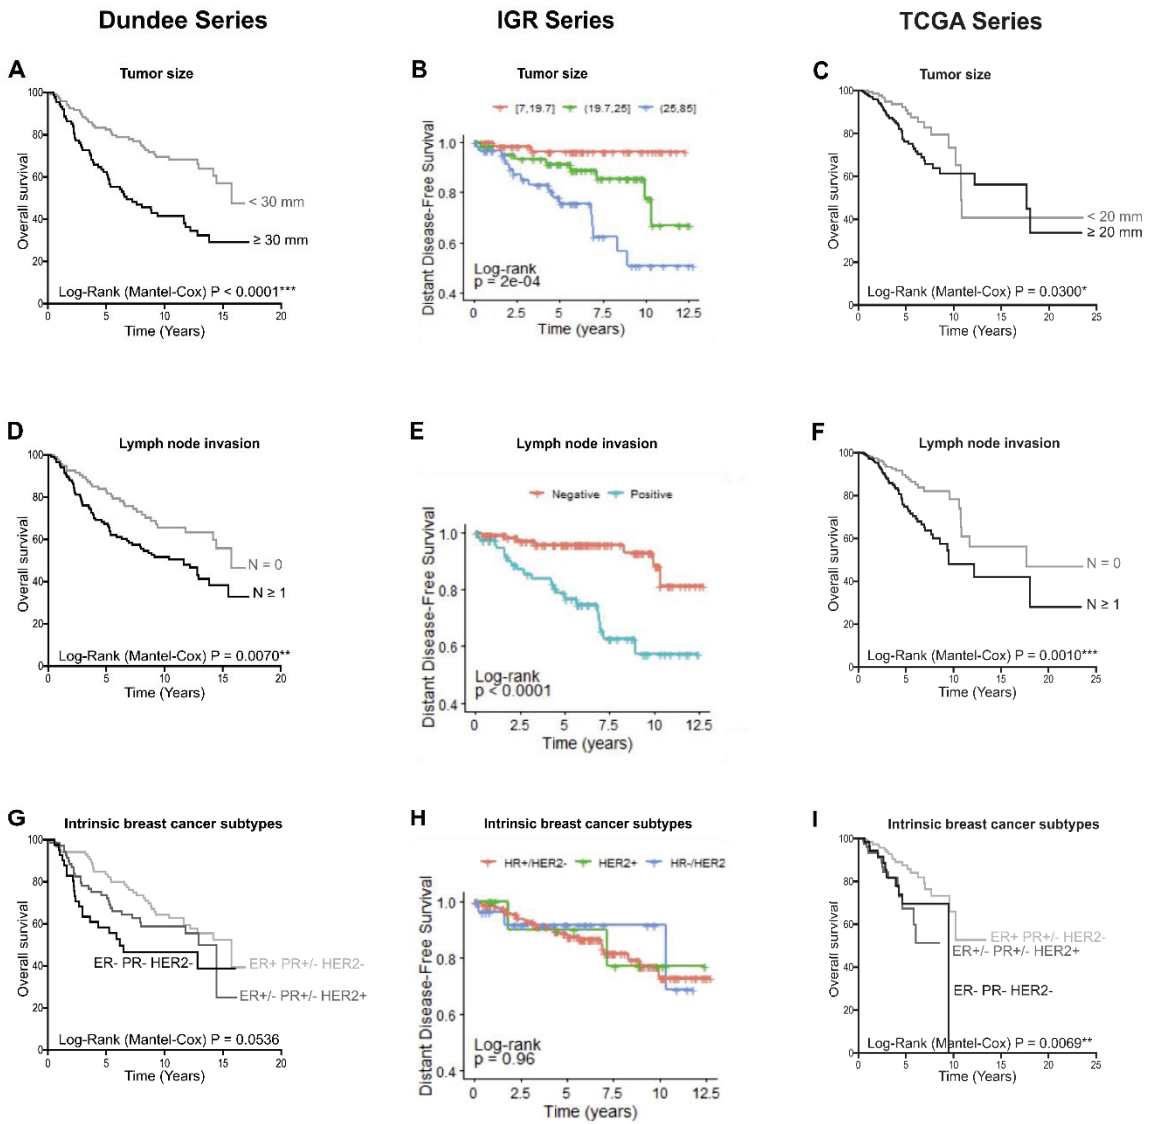 Dundee Series
IGR Series
TCGA Series
A
Tumor size
Overall survival
100
80
60
40
20
0
< 30 mm
≥ 30 mm
Log-Rank (Mantel-Cox) P < 0.0001***
0 5 10 15 20
Time (Years)
B
Tumor size
[7,19.7] (19.7,25] (25,85]
Distant Disease-Free Survival
1.0
0.8
0.6
0.4
Log-rank
p = 2e-04
0 2.5 5 7.5 10 12.5
Time (years)
C
Tumor size
Overall survival
100
80
60
40
20
0
< 20 mm
≥ 20 mm
Log-Rank (Mantel-Cox) P = 0.0300*
0 5 10 15 20 25
Time (Years)
D
Lymph node invasion
Overall survival
100
80
60
40
20
0
N = 0
N ≥ 1
Log-Rank (Mantel-Cox) P = 0.0070**
0 5 10 15 20
Time (Years)
E
Lymph node invasion
Negative Positive
Distant Disease-Free Survival
1.0
0.8
0.6
0.4
Log-rank
p < 0.0001
0 2.5 5 7.5 10 12.5
Time (years)
F
Lymph node invasion
Overall survival
100
80
60
40
20
0
N = 0
N ≥ 1
Log-Rank (Mantel-Cox) P = 0.0010***
0 5 10 15 20 25
Time (Years)
G
Intrinsic breast cancer subtypes
Overall survival
100
80
60
40
20
0
ER- PR- HER2-
ER+ PR+/- HER2-
ER+/- PR+/- HER2+
Log-Rank (Mantel-Cox) P = 0.0536
0 5 10 15 20
Time (Years)
H
Intrinsic breast cancer subtypes
HR+/HER2- HER2+ HR-/HER2
Distant Disease-Free Survival
1.0
0.8
0.6
0.4
Log-rank
p = 0.96
0 2.5 5 7.5 10 12.5
Time (years)
I
Intrinsic breast cancer subtypes
Overall survival
100
80
60
40
20
0
ER+ PR+/- HER2-
ER+/- PR+/- HER2+
ER- PR- HER2-
Log-Rank (Mantel-Cox) P = 0.0069**
0 5 10 15 20 25
Time (Years)